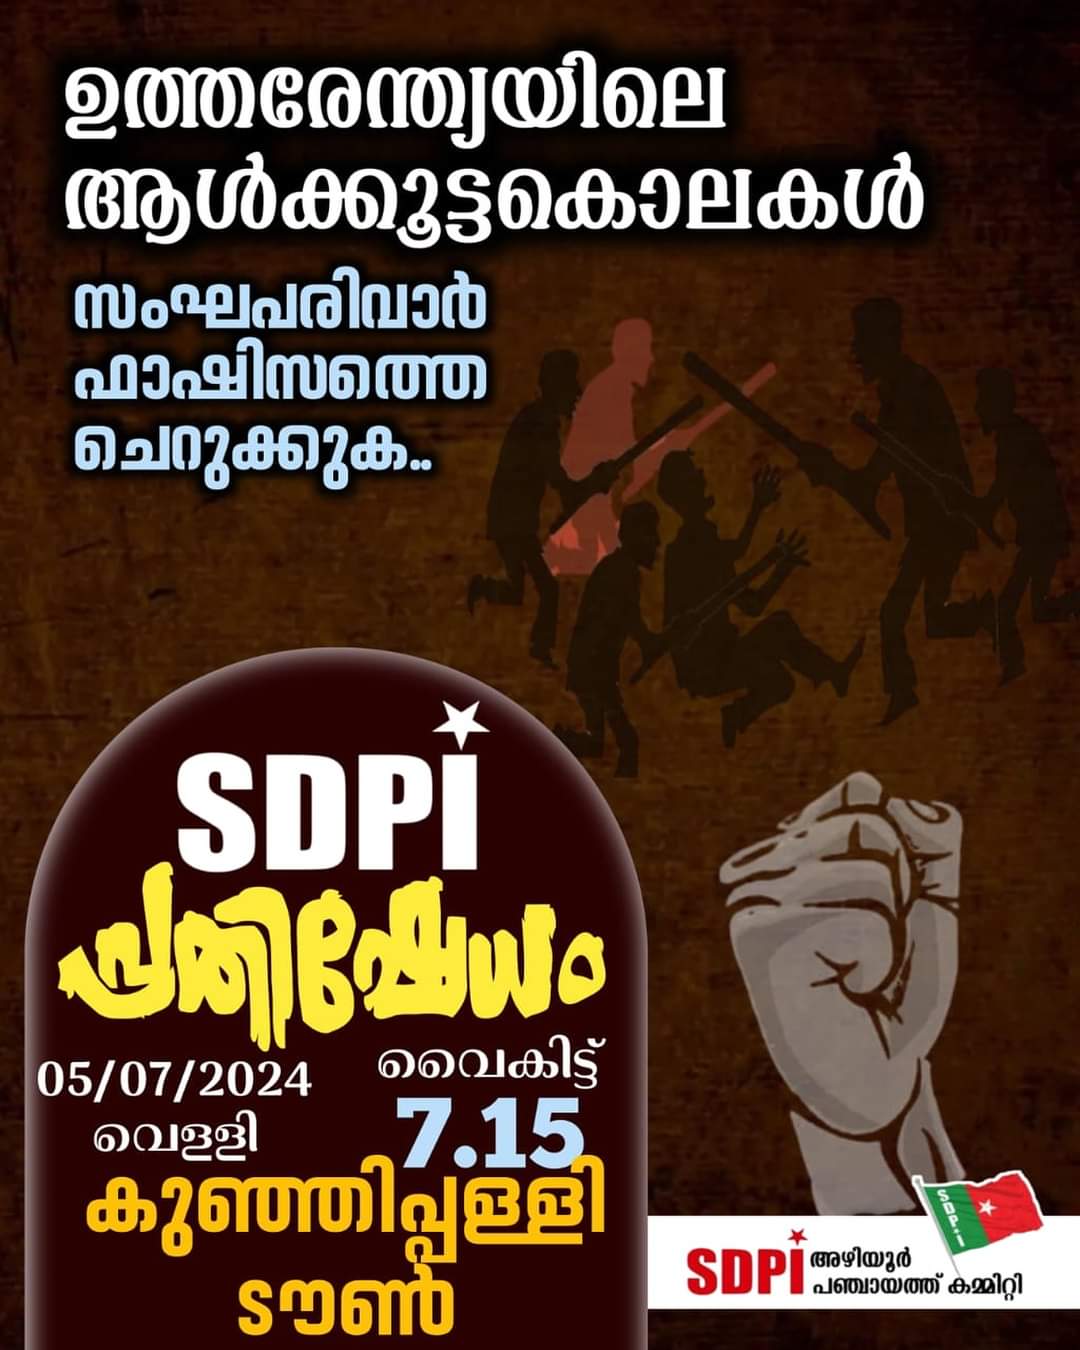 ഉത്തരേന്ത്യയിലെ
ആൾക്കൂട്ടകൊലകൾ
സംഘപരിവാർ
ഫാഷിസത്തെ
ചെറുക്കുക..
SDPI
പ്രതിഷേധം
05/07/2024
വെള്ളി
വൈകിട്ട്
7.15
കുഞ്ഞിപ്പള്ളി
ടൗൺ
SDPI
SDPI അഴിയൂർ
പഞ്ചായത്ത് കമ്മിറ്റി